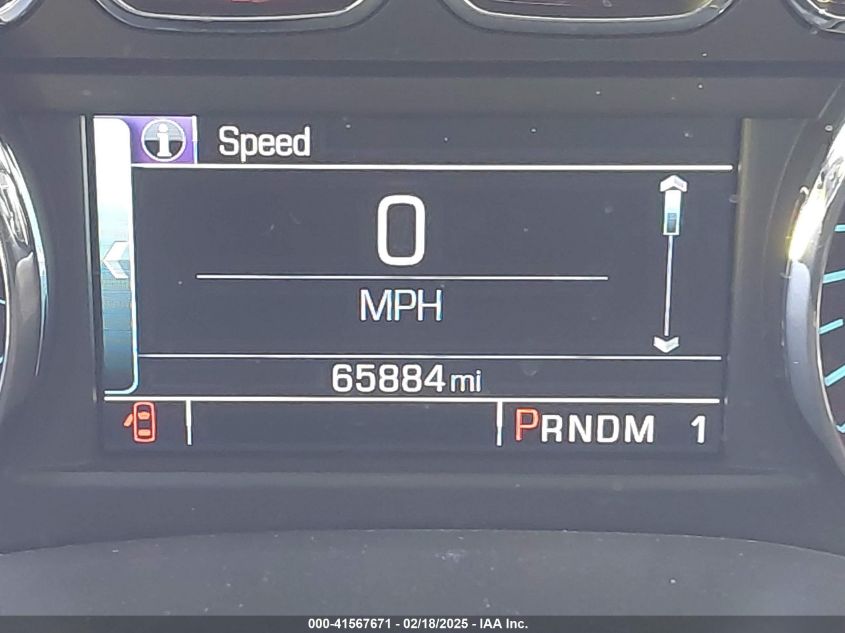 Speed
0
MPH
65884 mi
PRNDM 1
000-41567671 - 02/18/2025 - IAA Inc.